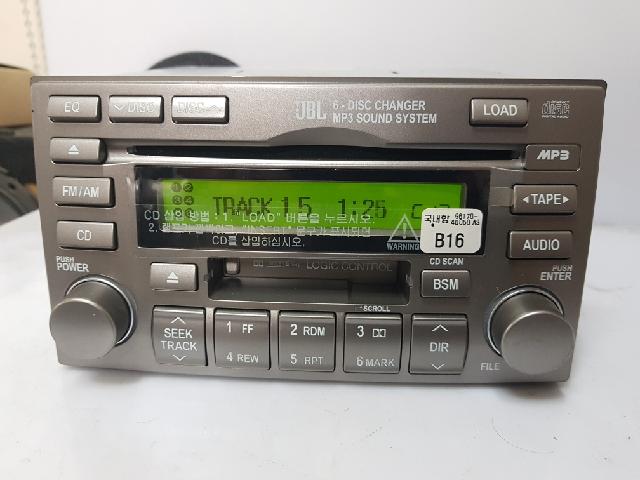 EQ
DISC
DISC
JBL
6-DISC CHANGER
MP3 SOUND SYSTEM
LOAD
MP3
FM/AM
CD
TRACK 15 1:25
CD 삽입 방법 : 1. "LOAD" 버튼을 누르시오.
CD를 삽입하십시오.
WARNING
국내향
B16
TAPE
AUDIO
PUSH
POWER
LOGIC CONTROL
CD SCAN
BSM
PUSH
ENTER
SEEK
TRACK
1 FF
4 REW
2 RDM
5 RPT
SCROLL
3
6 MARK
DIR
FILE